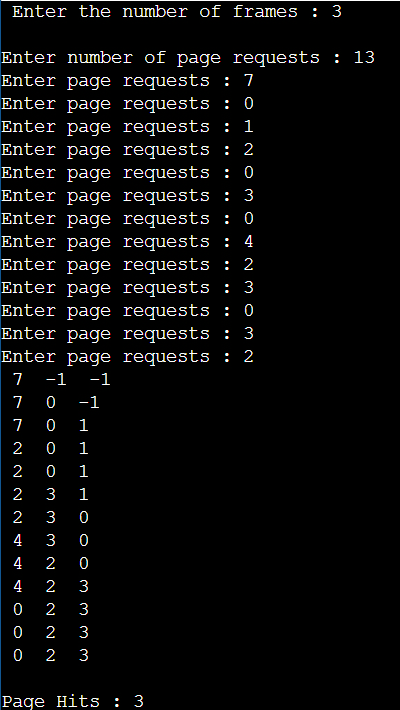 Enter the number of frames : 3
Enter number of page requests : 13
Enter page requests : 7
Enter page requests : 0
Enter page requests : 1
Enter page requests : 2
Enter page requests : 0
Enter page requests : 3
Enter page requests : 0
Enter page requests : 4
Enter page requests : 2
Enter page requests : 3
Enter page requests : 0
Enter page requests : 3
Enter page requests : 2
7 -1 -1
7 0 -1
7 0 1
2 0 1
2 0 1
2 3 1
2 3 0
4 3 0
4 2 0
4 2 3
0 2 3
0 2 3
0 2 3
Page Hits : 3